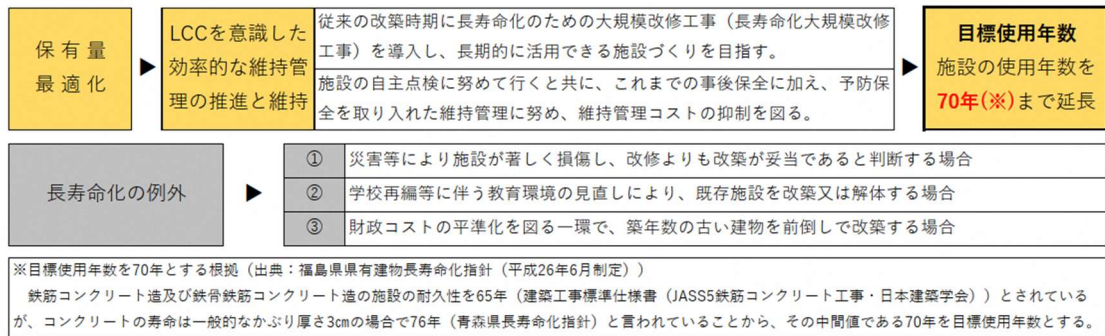 保有量
最適化
▶
LCCを意識した
効率的な維持管
理の推進と維持
従来の改築時期に長寿命化のための大規模改修工事（長寿命化大規模改修
工事）を導入し、長期的に活用できる施設づくりを目指す。
施設の自主点検に努めて行くと共に、これまでの事後保全に加え、予防保
全を取り入れた維持管理に努め、維持管理コストの抑制を図る。
▶
目標使用年数
施設の使用年数を
70年(※)まで延長
長寿命化の例外
▶
① 災害等により施設が著しく損傷し、改修よりも改築が妥当であると判断する場合
② 学校再編等に伴う教育環境の見直しにより、既存施設を改築又は解体する場合
③ 財政コストの平準化を図る一環で、築年数の古い建物を前倒しで改築する場合
※目標使用年数を70年とする根拠（出典：福島県県有建物長寿命化指針（平成26年6月制定））
鉄筋コンクリート造及び鉄骨鉄筋コンクリート造の施設の耐久性を65年（建築工事標準仕様書（JASS5鉄筋コンクリート工事・日本建築学会））とされている
が、コンクリートの寿命は一般的なかぶり厚さ3㎝の場合で76年（青森県長寿命化指針）と言われていることから、その中間値である70年を目標使用年数とする。